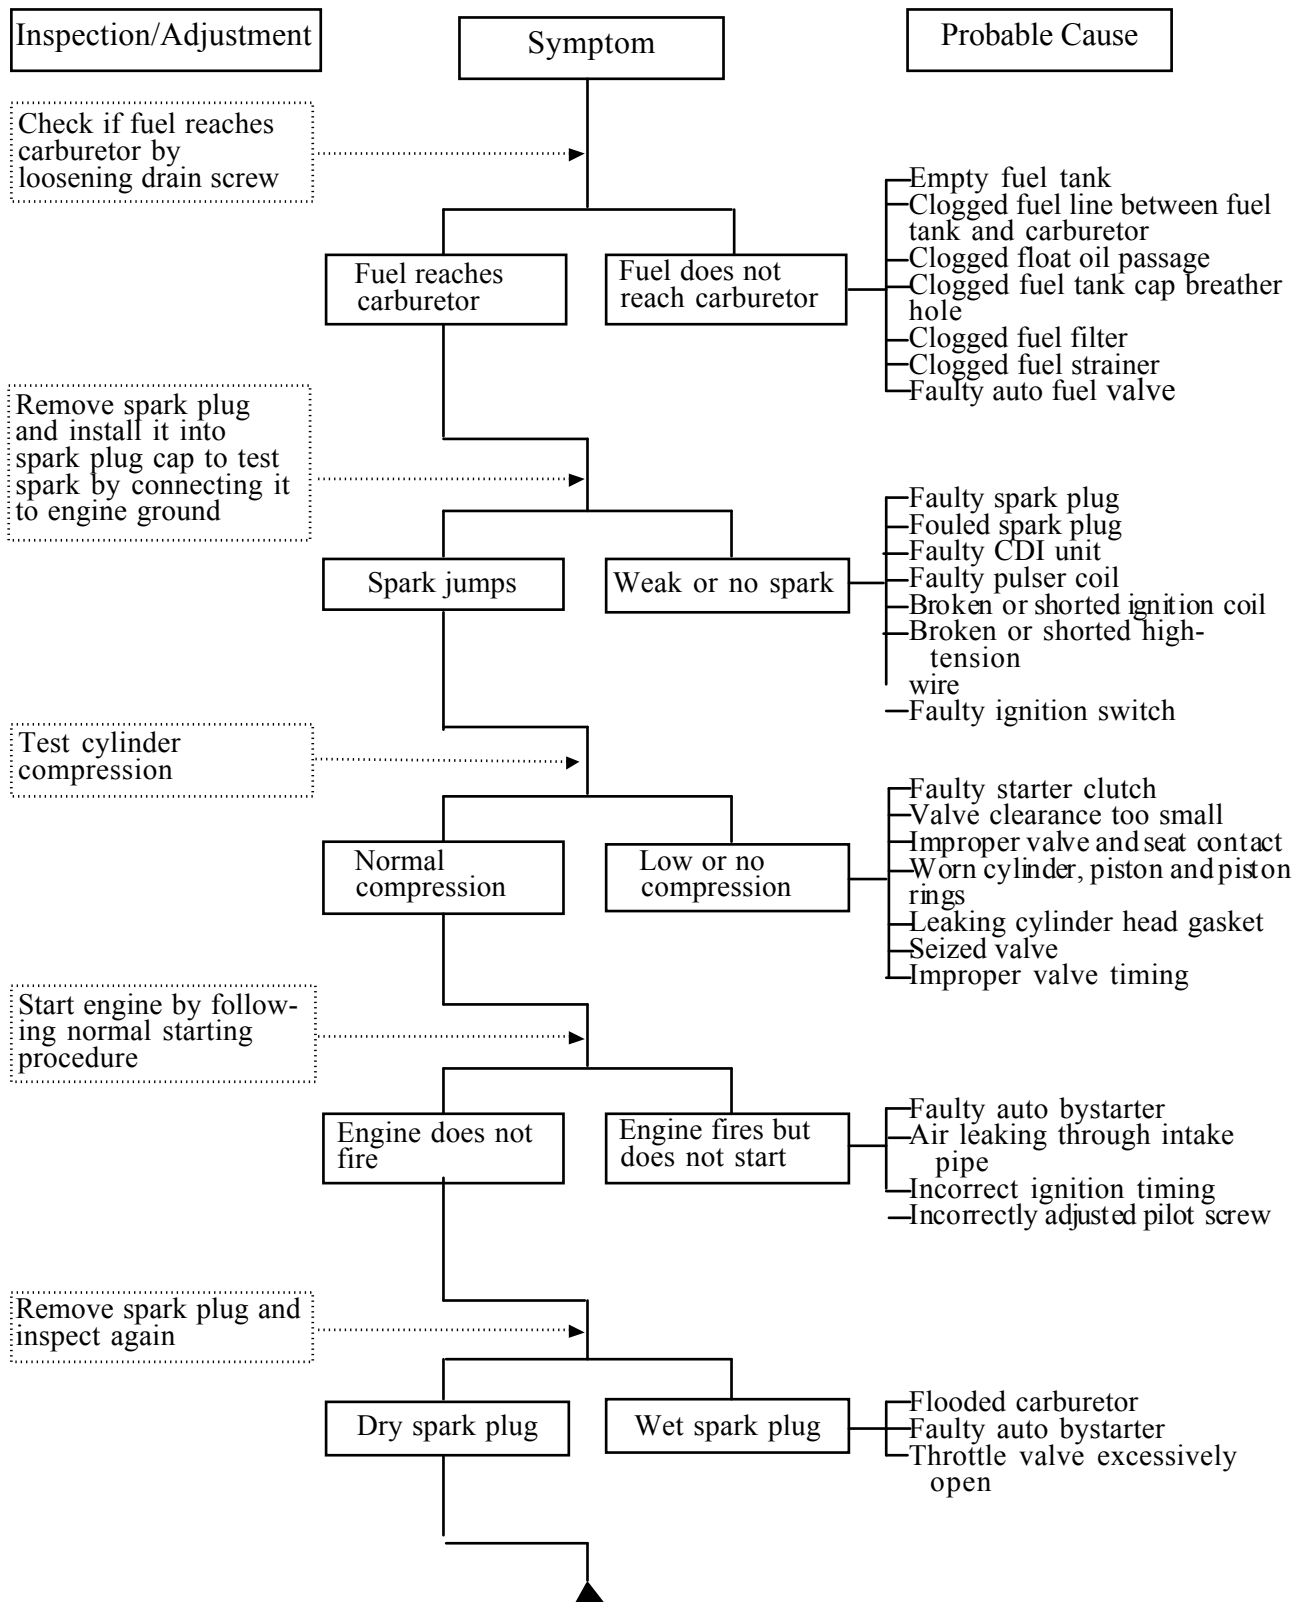 Inspection/Adjustment
Symptom
Probable Cause
Check if fuel reaches
carburetor by
loosening drain screw
Empty fuel tank
Clogged fuel line between fuel
tank and carburetor
Clogged float oil passage
Clogged fuel tank cap breather
hole
Clogged fuel filter
Clogged fuel strainer
Faulty auto fuel valve
Fuel reaches
carburetor
Fuel does not
reach carburetor
Remove spark plug
and install it into
spark plug cap to test
spark by connecting it
to engine ground
Faulty spark plug
Fouled spark plug
Faulty CDI unit
Faulty pulser coil
Broken or shorted ignition coil
Broken or shorted high-
tension
wire
Faulty ignition switch
Spark jumps
Weak or no spark
Test cylinder
compression
Faulty starter clutch
Valve clearance too small
Improper valve and seat contact
Worn cylinder, piston and piston
rings
Leaking cylinder head gasket
Seized valve
Improper valve timing
Normal
compression
Low or no
compression
Start engine by follow-
ing normal starting
procedure
Faulty auto bystarter
Air leaking through intake
pipe
Incorrect ignition timing
Incorrectly adjusted pilot screw
Engine does not
fire
Engine fires but
does not start
Remove spark plug and
inspect again
Flooded carburetor
Faulty auto bystarter
Throttle valve excessively
open
Dry spark plug
Wet spark plug